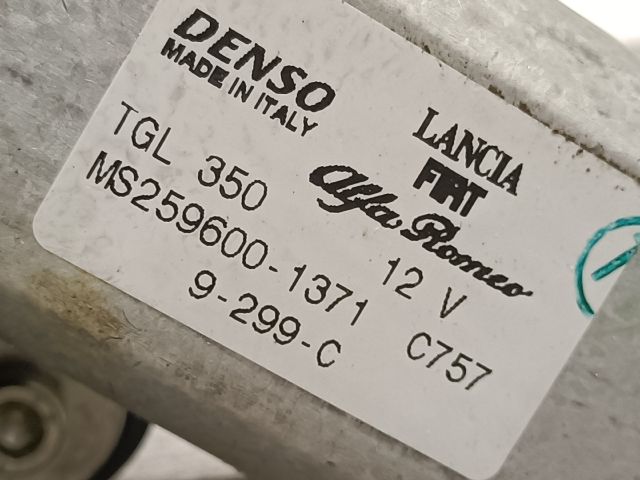 DENSO
MADE IN ITALY
LANCIA
FIAT
Alfa Romeo
TGL 350
12 V
MS259600-1371
C757
9-299-C